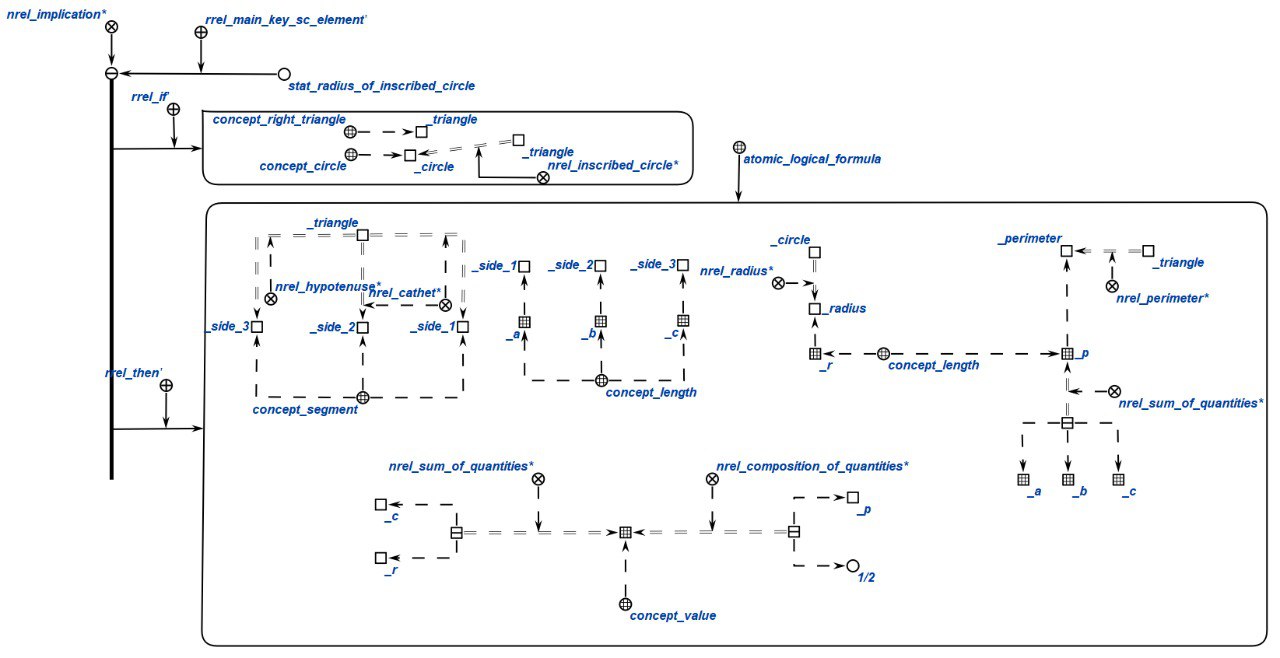 nrel_implication*
rrel_main_key_sc_element'
stat_radius_of_inscribed_circle
rrel_if'
concept_right_triangle
_triangle
concept_circle
_circle
_triangle
nrel_inscribed_circle*
atomic_logical_formula
_triangle
nrel_hypotenuse*
nrel_cathet*
_side_3
_side_2
_side_1
concept_segment
_side_1
_side_2
_side_3
_a
_b
_c
concept_length
_circle
nrel_radius*
_radius
_r
concept_length
_perimeter
_triangle
nrel_perimeter*
_p
nrel_sum_of_quantities*
_a
_b
_c
rrel_then'
nrel_sum_of_quantities*
nrel_composition_of_quantities*
_c
_p
_r
1/2
concept_value